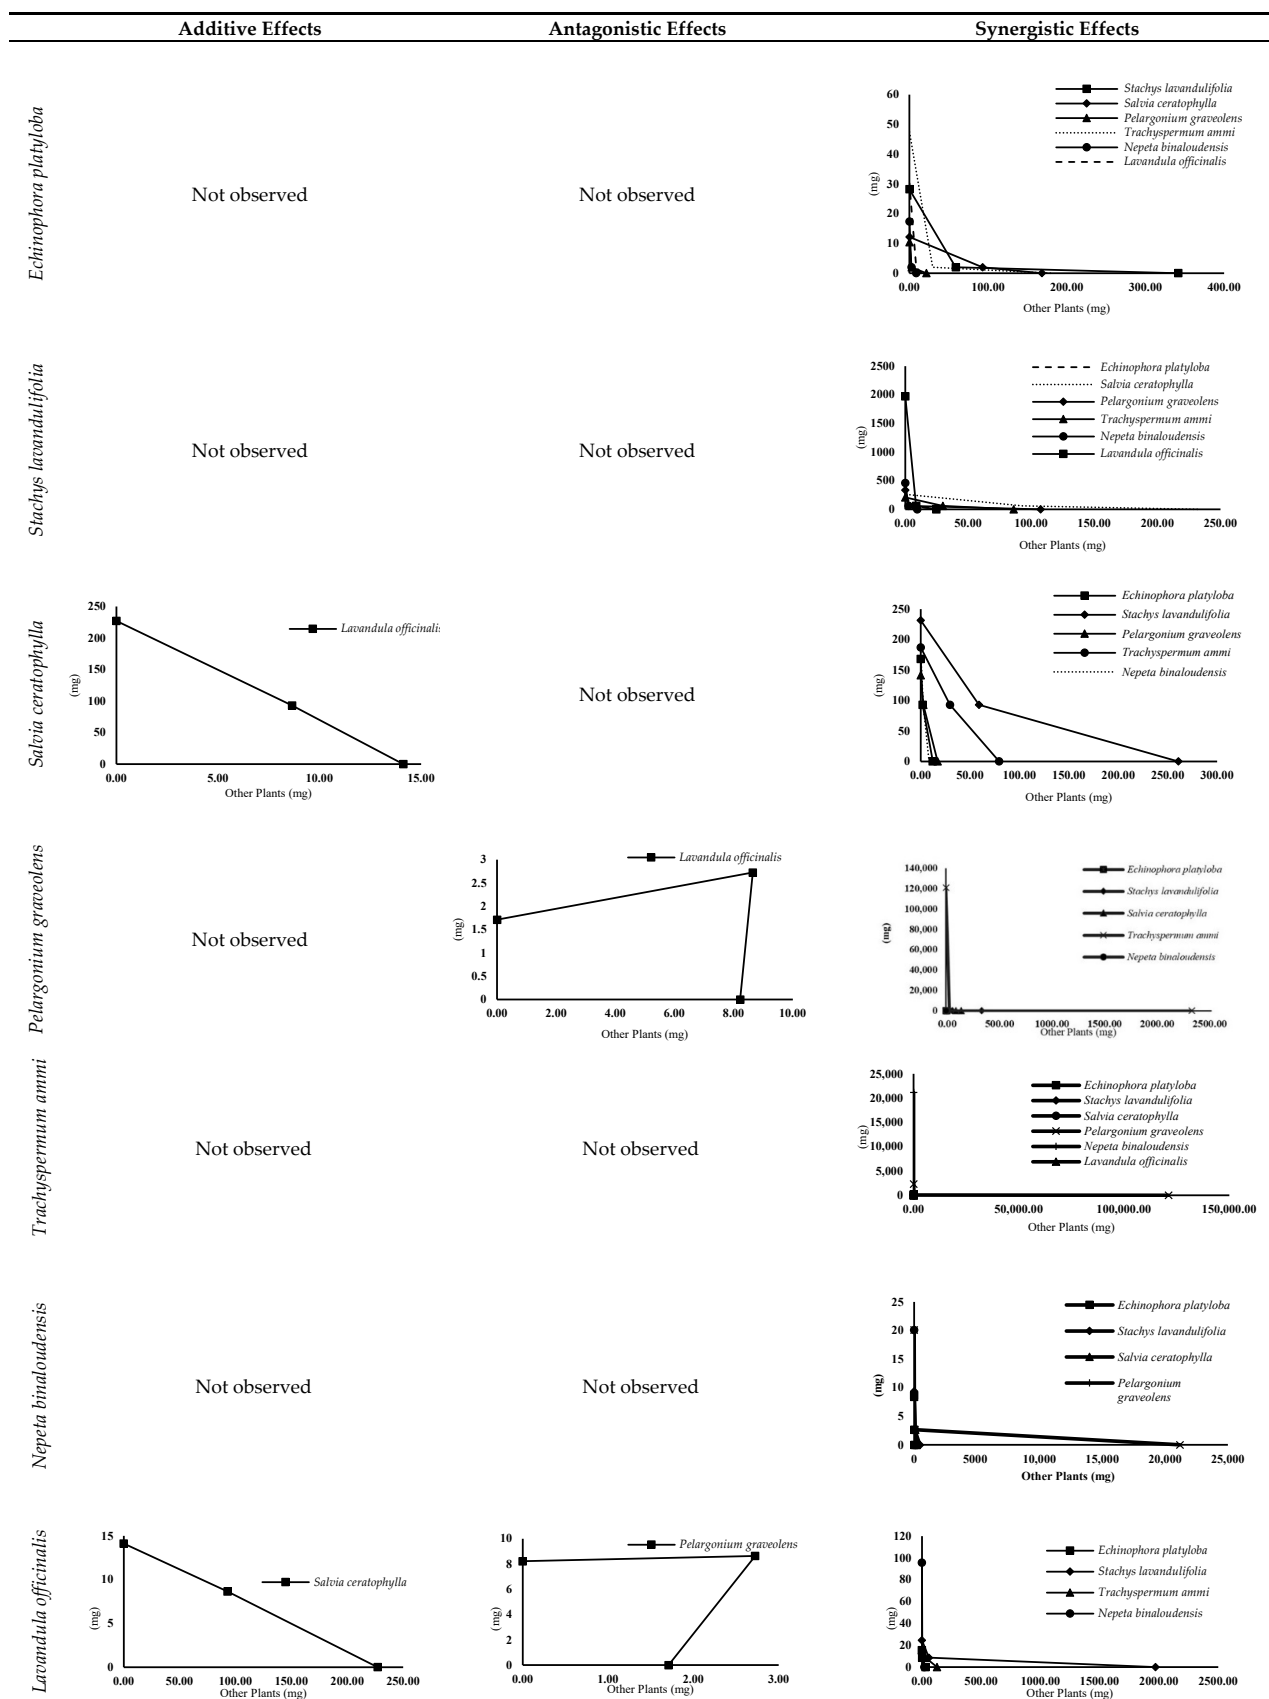 Additive Effects Antagonistic Effects Synergistic Effects
Echinophora platyloba
Not observed
Not observed
60
50
40
30
20
10
0
(mg)
0.00 100.00 200.00 300.00 400.00
Other Plants (mg)
Stachys lavandulifolia
Salvia ceratophylla
Pelargonium graveolens
Trachyspermum ammi
Nepeta binaloudensis
Lavandula officinalis
Stachys lavandulifolia
Not observed
Not observed
2500
2000
1500
1000
500
0
(mg)
0.00 50.00 100.00 150.00 200.00 250.00
Other Plants (mg)
Echinophora platyloba
Salvia ceratophylla
Pelargonium graveolens
Trachyspermum ammi
Nepeta binaloudensis
Lavandula officinalis
Salvia ceratophylla
250
200
150
100
50
0
(mg)
0.00 5.00 10.00 15.00
Other Plants (mg)
Lavandula officinalis
Not observed
250
200
150
100
50
0
(mg)
0.00 50.00 100.00 150.00 200.00 250.00 300.00
Other Plants (mg)
Echinophora platyloba
Stachys lavandulifolia
Pelargonium graveolens
Trachyspermum ammi
Nepeta binaloudensis
Pelargonium graveolens
Not observed
3
2.5
2
1.5
1
0.5
0
(mg)
0.00 2.00 4.00 6.00 8.00 10.00
Other Plants (mg)
Lavandula officinalis
140,000
120,000
100,000
80,000
60,000
40,000
20,000
0
(mg)
0.00 500.00 1000.00 1500.00 2000.00 2500.00
Other Plants (mg)
Echinophora platyloba
Stachys lavandulifolia
Salvia ceratophylla
Trachyspermum ammi
Nepeta binaloudensis
Trachyspermum ammi
Not observed
Not observed
25,000
20,000
15,000
10,000
5,000
0
(mg)
0.00 50,000.00 100,000.00 150,000.00
Other Plants (mg)
Echinophora platyloba
Stachys lavandulifolia
Salvia ceratophylla
Pelargonium graveolens
Nepeta binaloudensis
Lavandula officinalis
Nepeta binaloudensis
Not observed
Not observed
25
20
15
10
5
0
(mg)
0 5000 10,000 15,000 20,000 25,000
Other Plants (mg)
Echinophora platyloba
Stachys lavandulifolia
Salvia ceratophylla
Pelargonium
graveolens
Lavandula officinalis
15
10
5
0
(mg)
0.00 50.00 100.00 150.00 200.00 250.00
Other Plants (mg)
Salvia ceratophylla
10
8
6
4
2
0
(mg)
0.00 1.00 2.00 3.00
Other Plants (mg)
Pelargonium graveolens
120
100
80
60
40
20
0
(mg)
0.00 500.00 1000.00 1500.00 2000.00 2500.00
Other Plants (mg)
Echinophora platyloba
Stachys lavandulifolia
Trachyspermum ammi
Nepeta binaloudensis